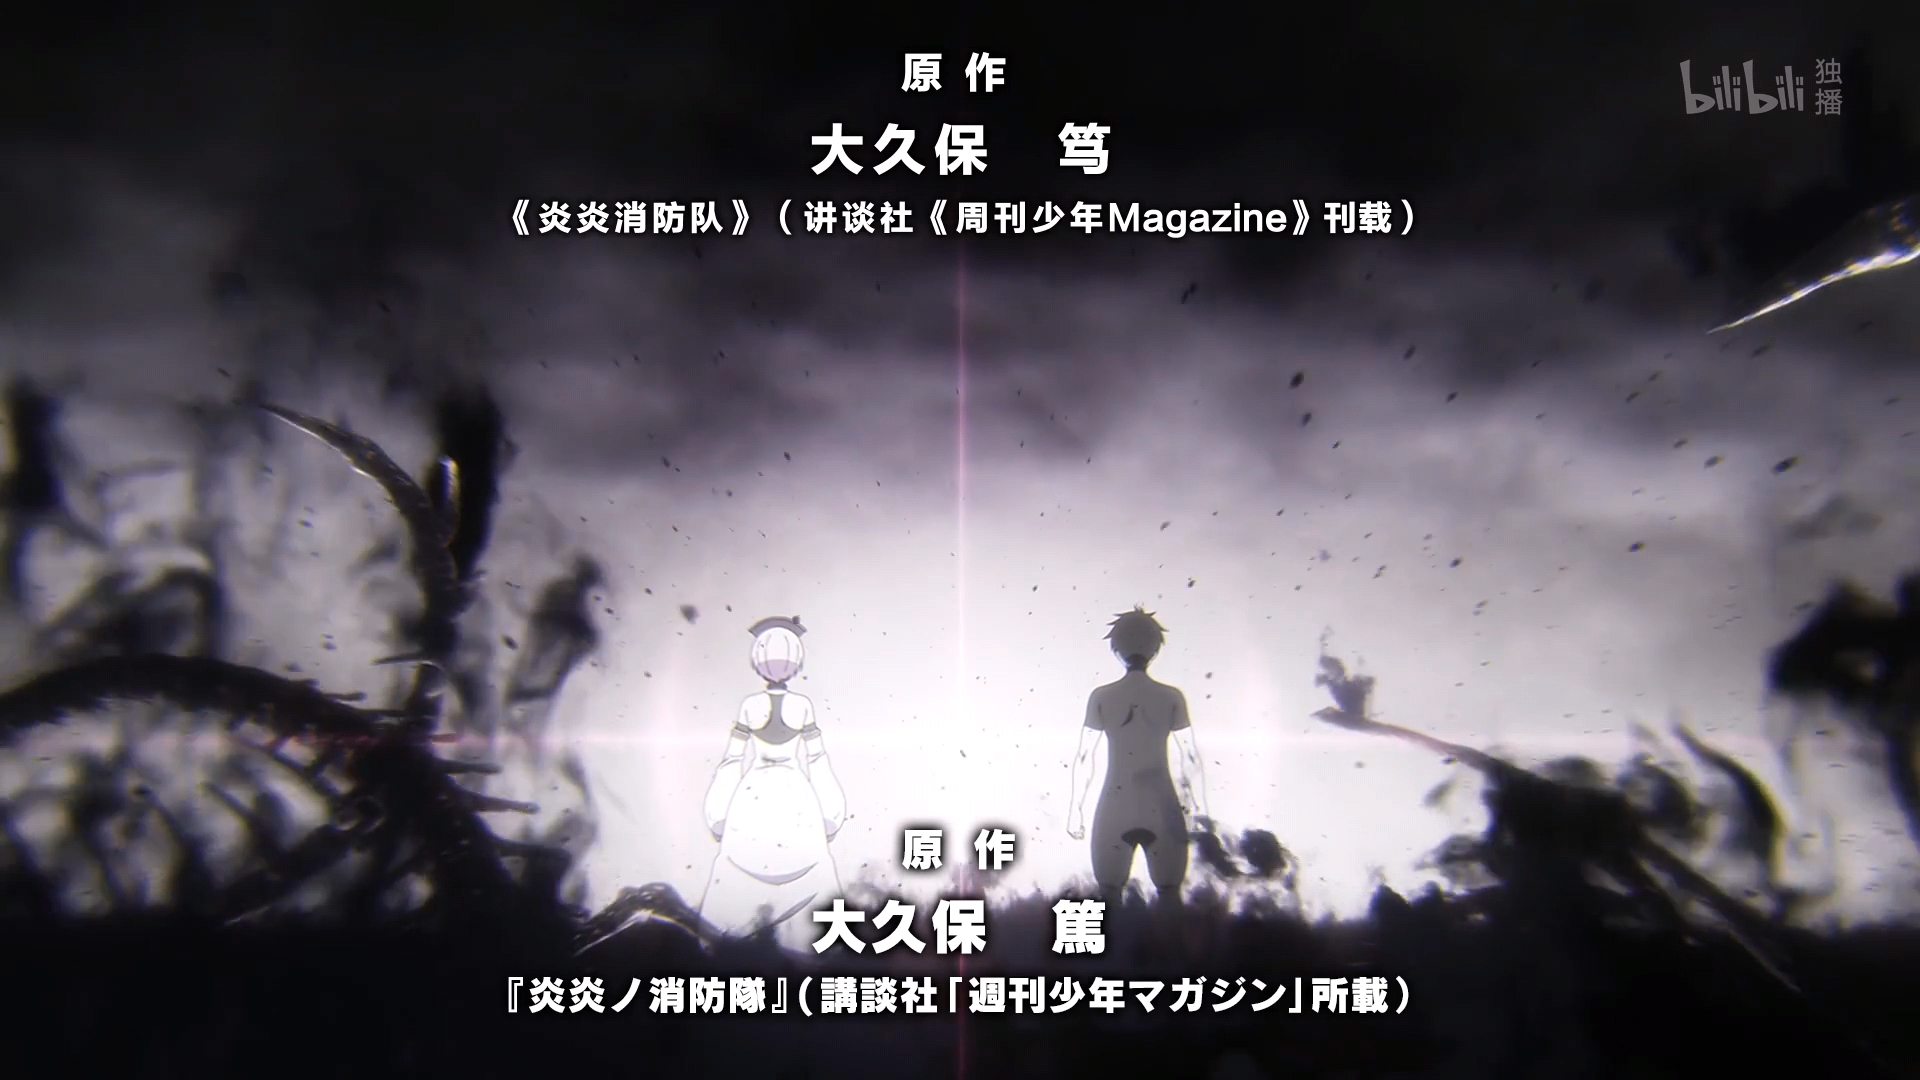 原 作
bilibili 独播
大久保 笃
《炎炎消防队》（讲谈社《周刊少年Magazine》刊载）
原 作
大久保 篤
『炎炎ノ消防隊』(講談社「週刊少年マガジン」所載)